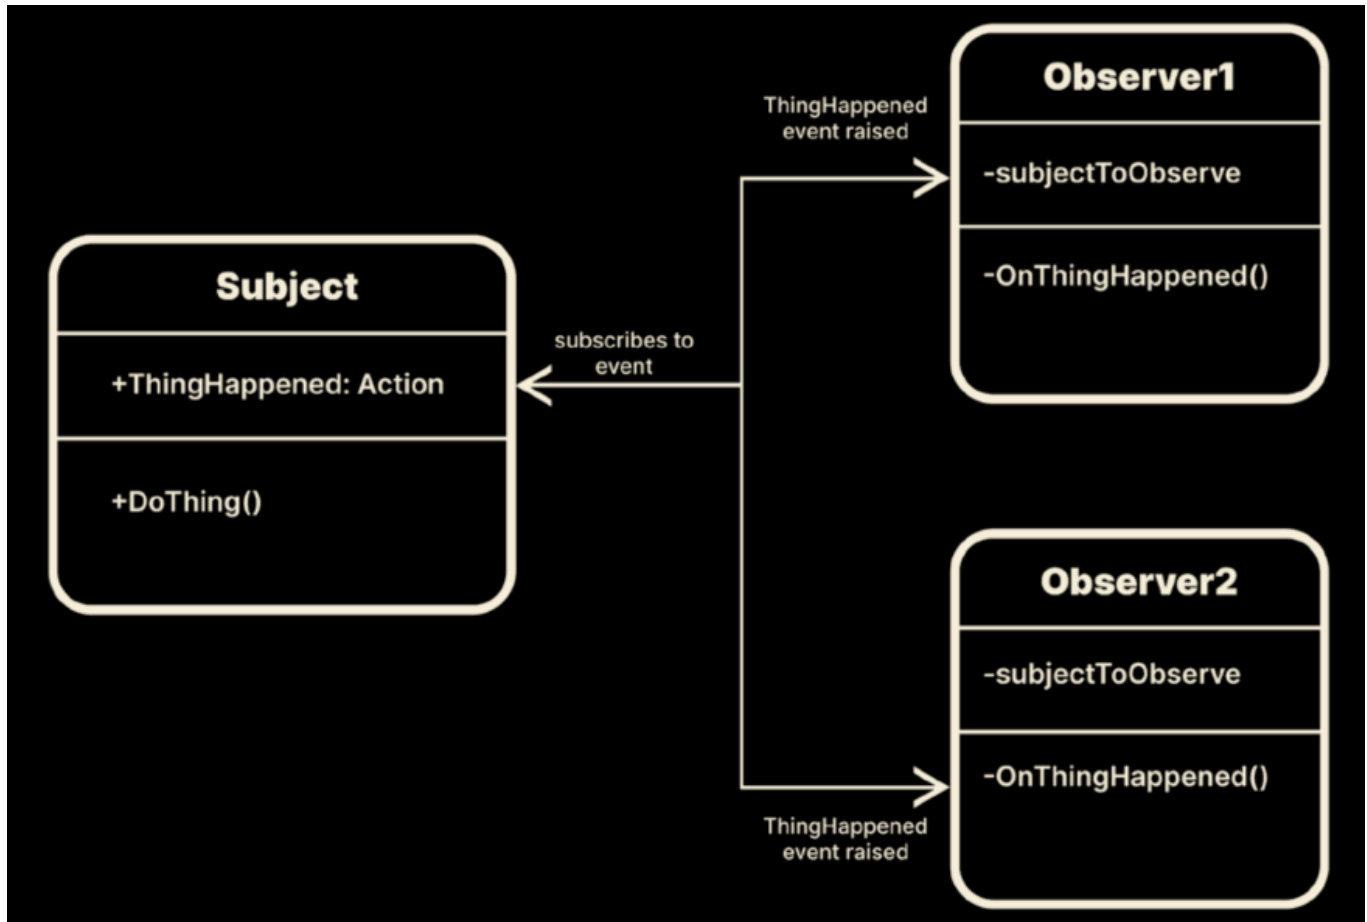 Subject
+ThingHappened: Action
+DoThing()
subscribes to
event
ThingHappened
event raised
Observer1
-subjectToObserve
-OnThingHappened()
Observer2
-subjectToObserve
-OnThingHappened()
ThingHappened
event raised